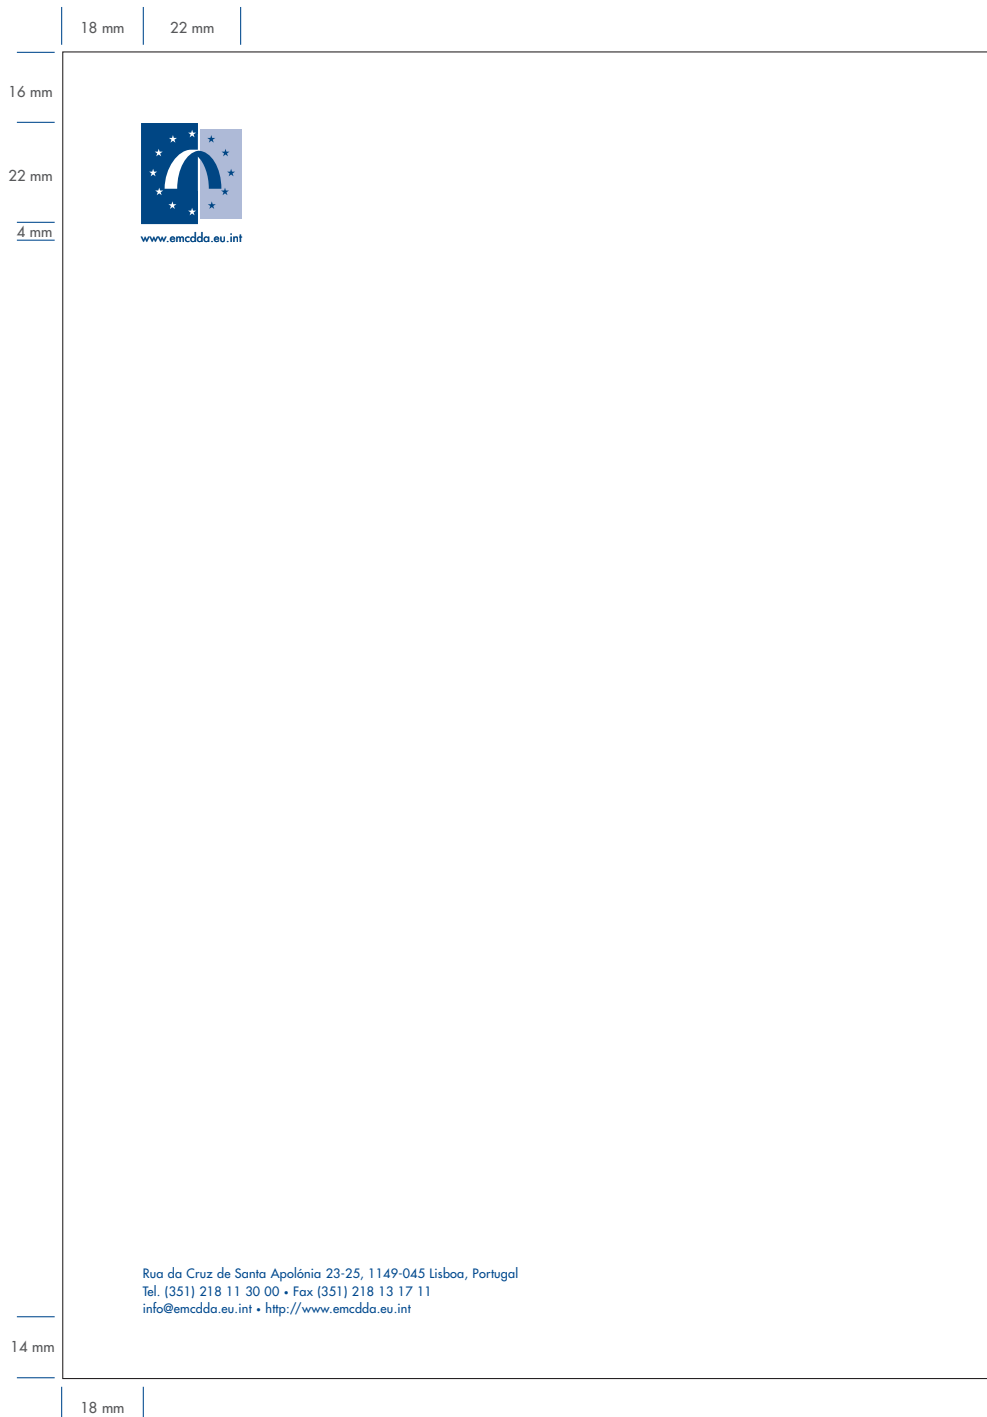 18 mm 22 mm
16 mm
22 mm
4 mm
www.emcdda.eu.int
Rua da Cruz de Santa Apolónia 23-25, 1149-045 Lisboa, Portugal
Tel. (351) 218 11 30 00 • Fax (351) 218 13 17 11
info@emcdda.eu.int • http://www.emcdda.eu.int
14 mm
18 mm